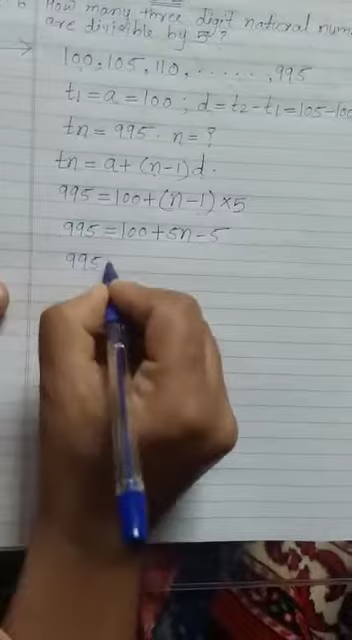 How many three digit natural num
are divisible by 5?
→ 100, 105, 110, ......., 995
t₁ = a = 100 ; d = t₂ - t₁ = 105 - 100
tn = 995 . n = ?
tn = a + (n-1)d .
995 = 100 + (n-1) × 5
995 = 100 + 5n - 5
995